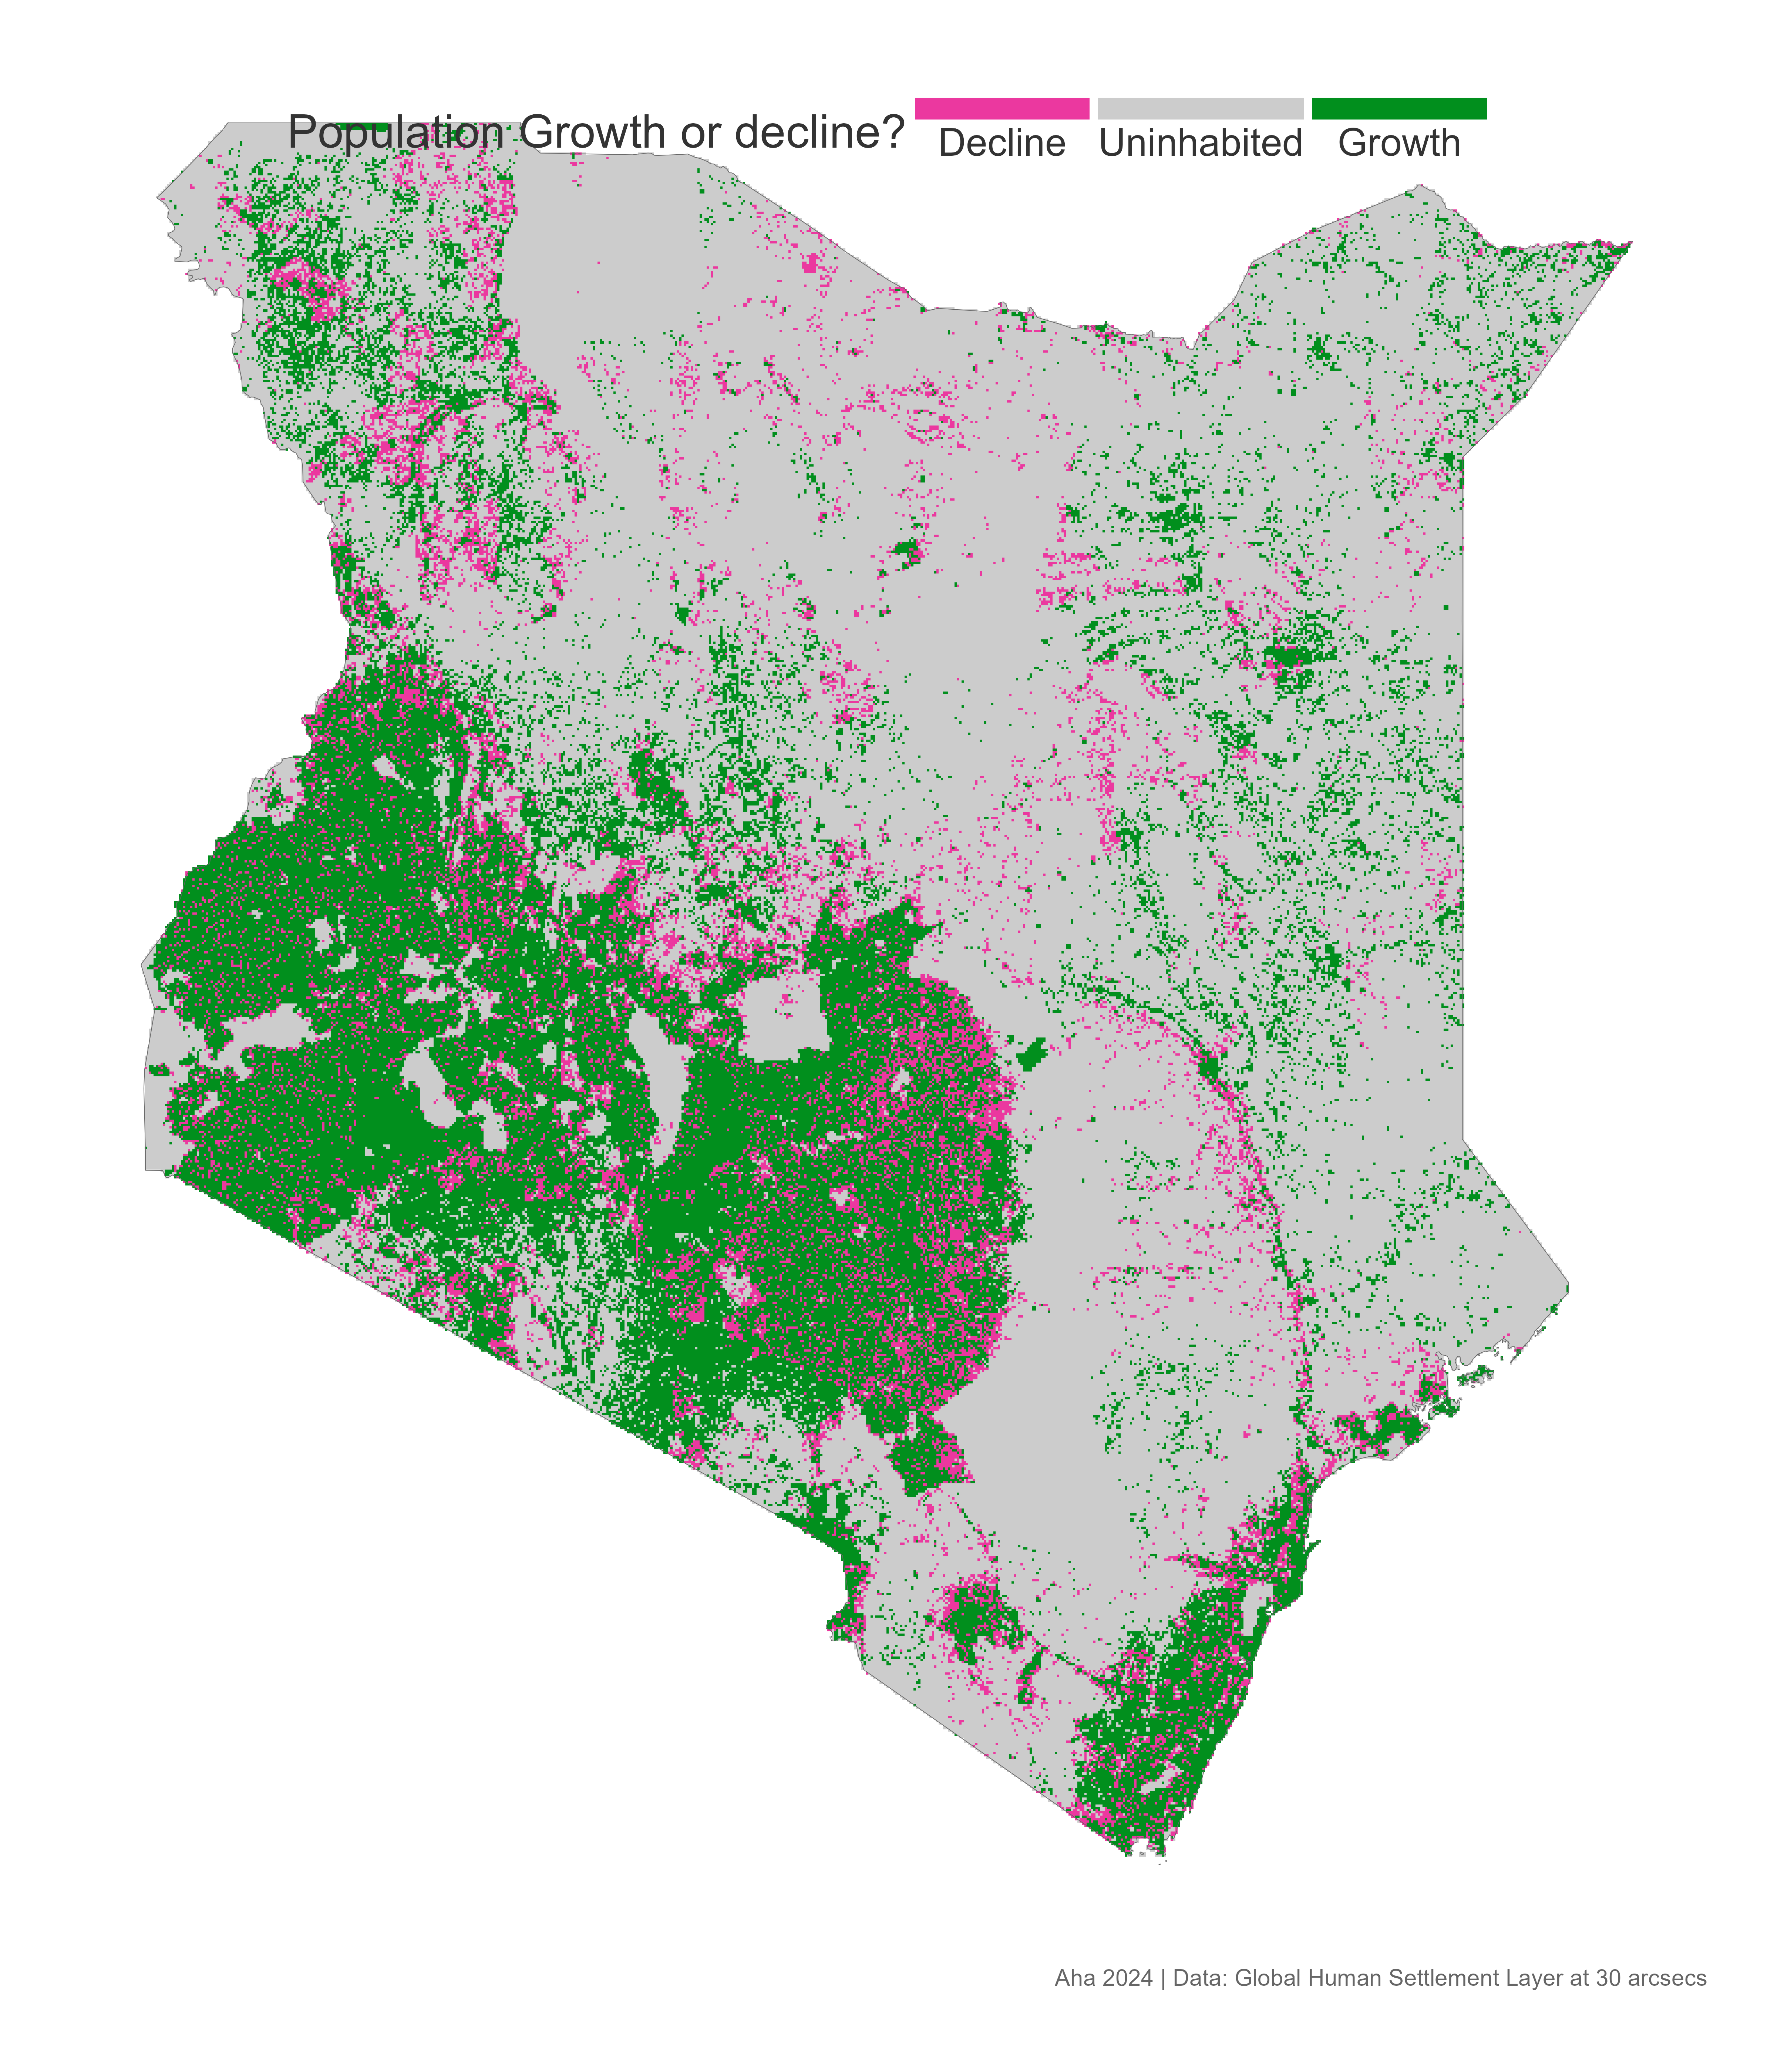 Population Growth or decline?
Decline Uninhabited Growth
Aha 2024 | Data: Global Human Settlement Layer at 30 arcsecs